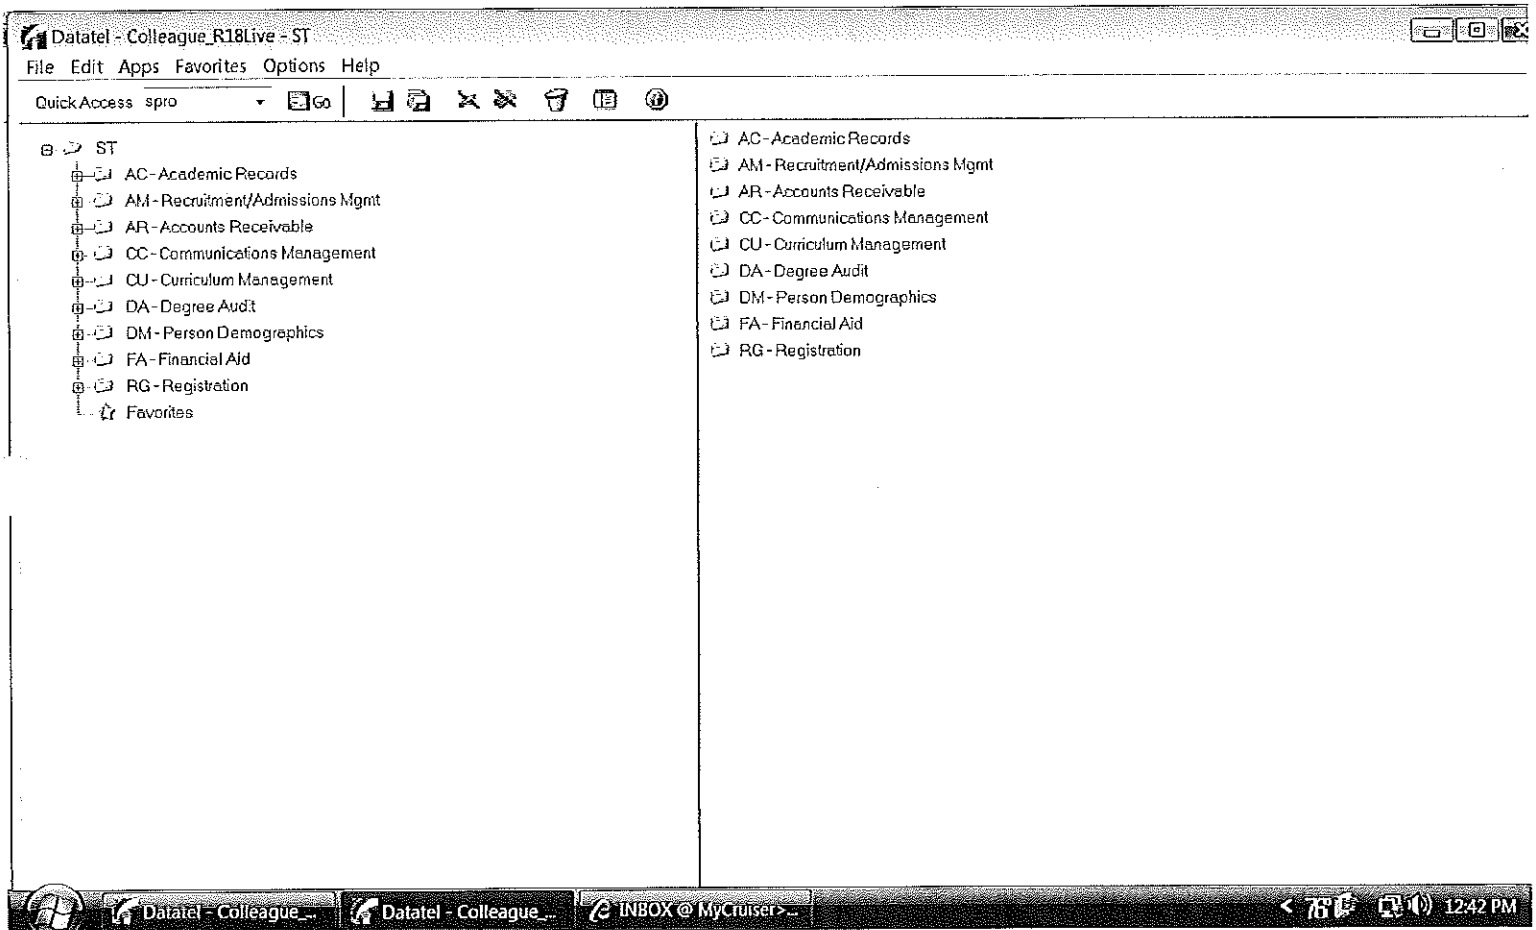 Datatel - Colleague_R18Live - ST
File Edit Apps Favorites Options Help
Quick Access spro Go
ST
AC - Academic Records
AM - Recruitment/Admissions Mgmt
AR - Accounts Receivable
CC - Communications Management
CU - Curriculum Management
DA - Degree Audit
DM - Person Demographics
FA - Financial Aid
RG - Registration
Favorites
AC - Academic Records
AM - Recruitment/Admissions Mgmt
AR - Accounts Receivable
CC - Communications Management
CU - Curriculum Management
DA - Degree Audit
DM - Person Demographics
FA - Financial Aid
RG - Registration
Datatel - Colleague_... Datatel - Colleague_... INBOX @ MyCruiser>... < 12:42 PM